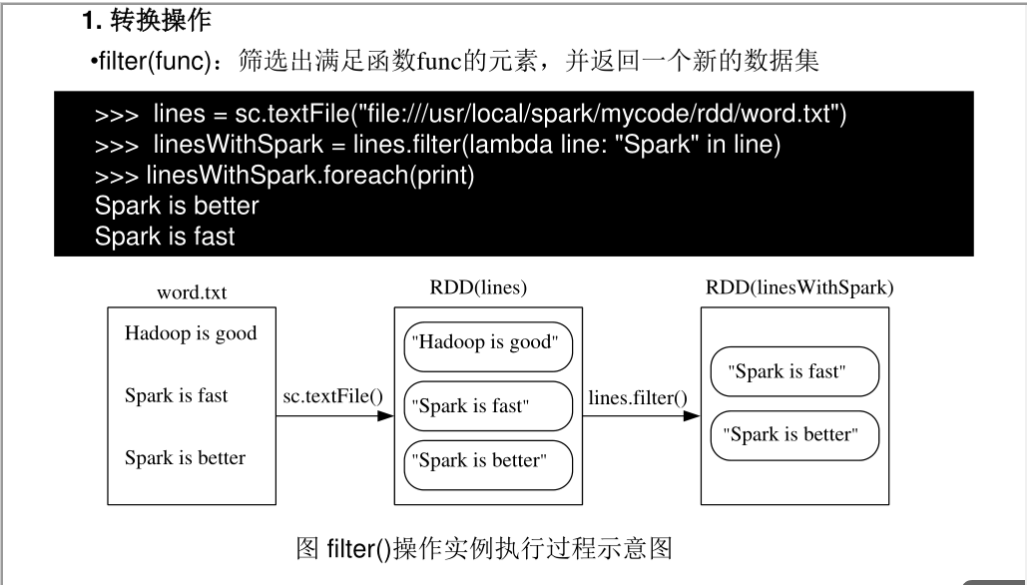 1. 转换操作
•filter(func)：筛选出满足函数func的元素，并返回一个新的数据集
>>> lines = sc.textFile("file:///usr/local/spark/mycode/rdd/word.txt")
>>> linesWithSpark = lines.filter(lambda line: "Spark" in line)
>>> linesWithSpark.foreach(print)
Spark is better
Spark is fast
word.txt
Hadoop is good
Spark is fast
Spark is better
sc.textFile()
RDD(lines)
"Hadoop is good"
"Spark is fast"
"Spark is better"
lines.filter()
RDD(linesWithSpark)
"Spark is fast"
"Spark is better"
图 filter()操作实例执行过程示意图